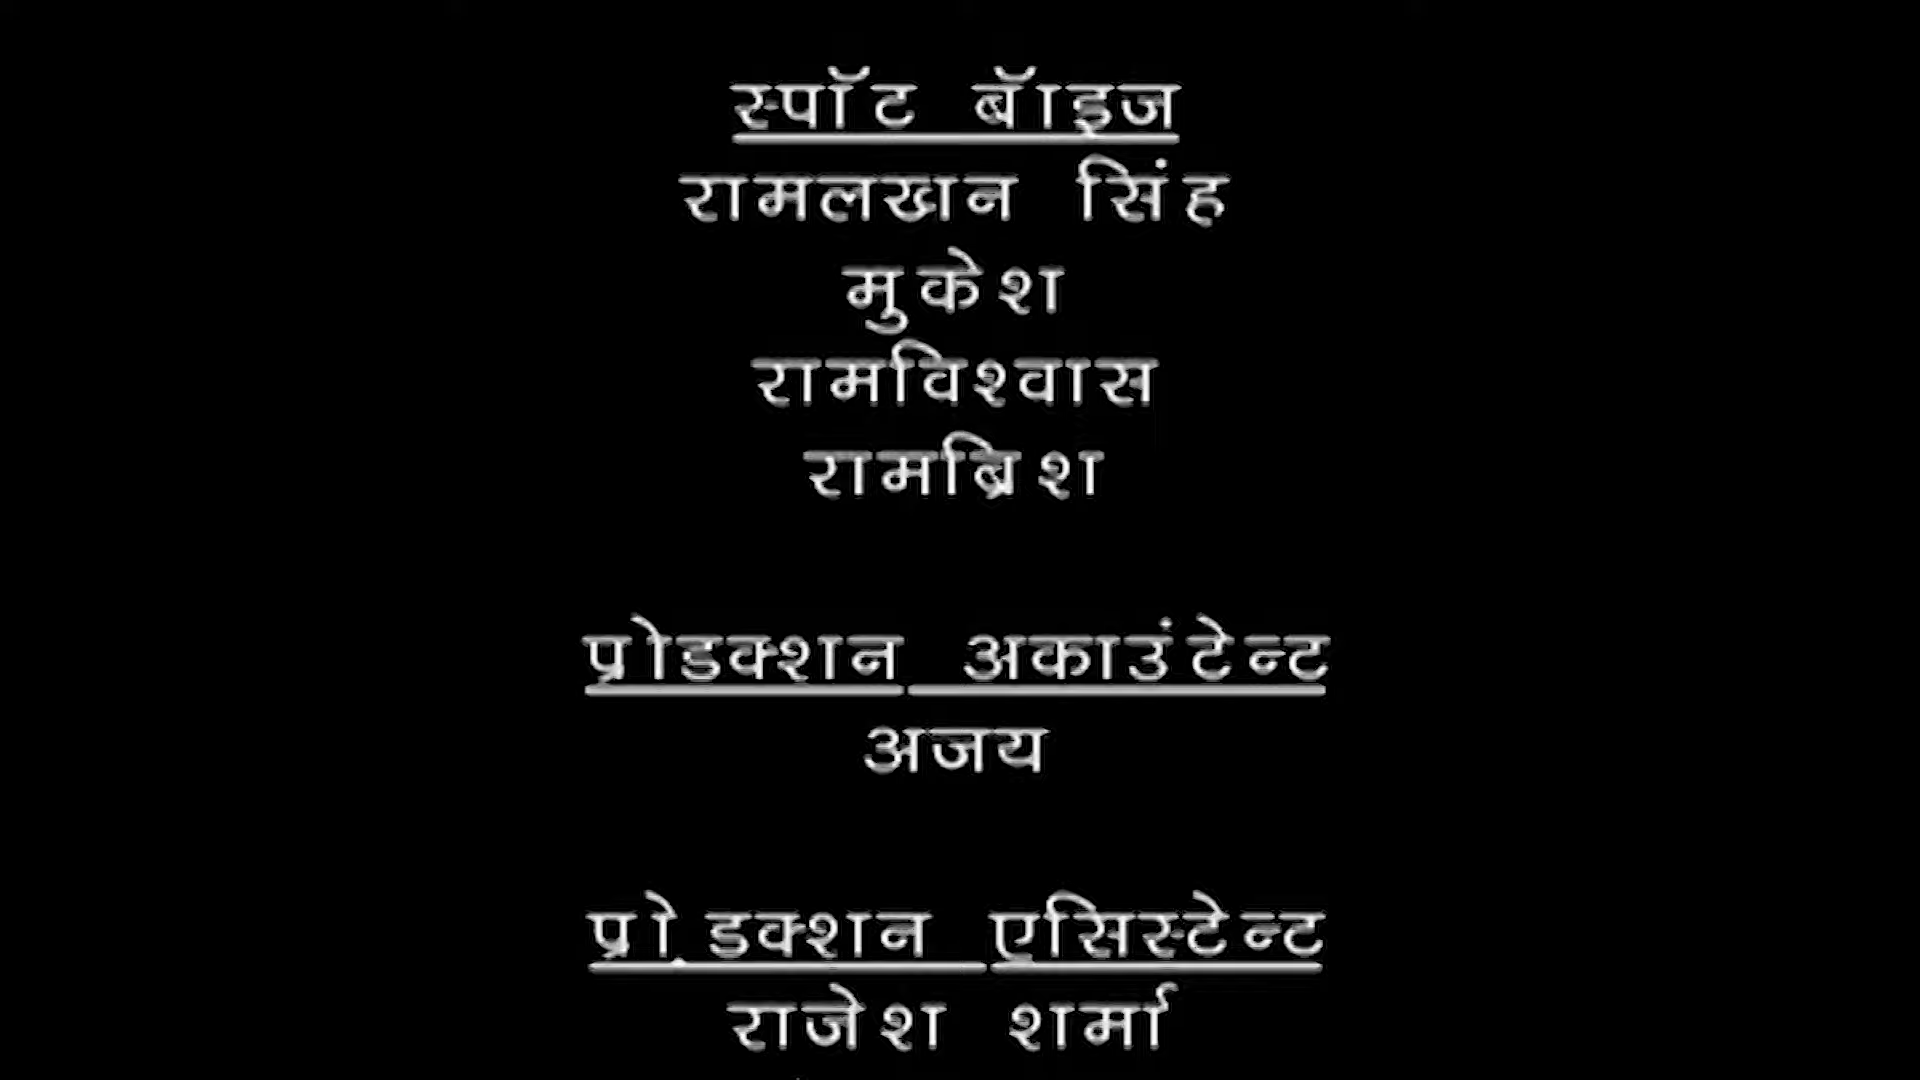 स्पॉट बॅाइज
रामलखन सिंह
मुकेश
रामविश्वास
रामब्रिश
प्रोडक्शन अकाउंटेन्ट
अजय
प्रो.डक्शन एसिस्टेन्ट
राजेश शर्मा